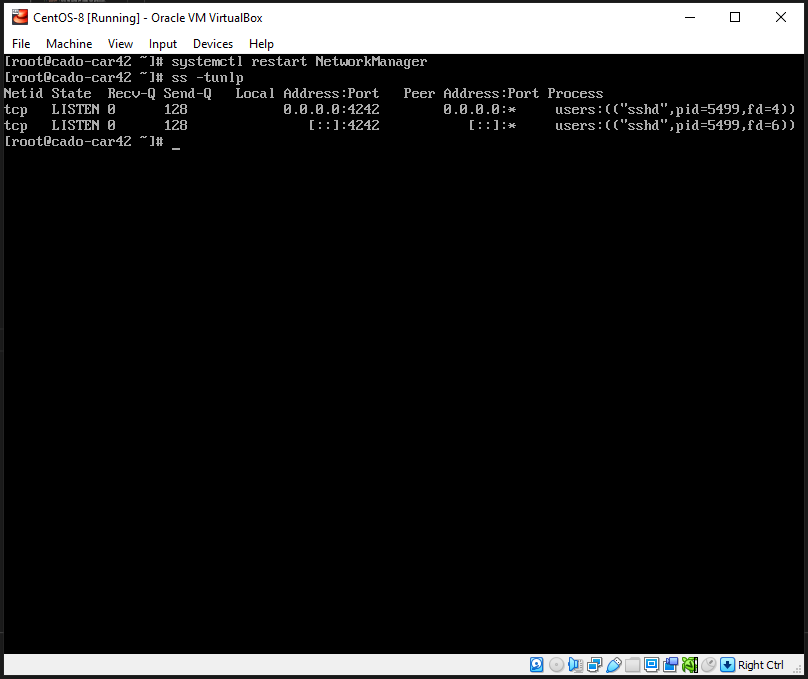 CentOS-8 [Running] - Oracle VM VirtualBox
File Machine View Input Devices Help
[root@cado-car42 ~]# systemctl restart NetworkManager
[root@cado-car42 ~]# ss -tunlp
Netid State Recv-Q Send-Q Local Address:Port Peer Address:Port Process
tcp LISTEN 0 128 0.0.0.0:4242 0.0.0.0:* users:(("sshd",pid=5499,fd=4))
tcp LISTEN 0 128 [::]:4242 [::]:* users:(("sshd",pid=5499,fd=6))
[root@cado-car42 ~]# _
Right Ctrl